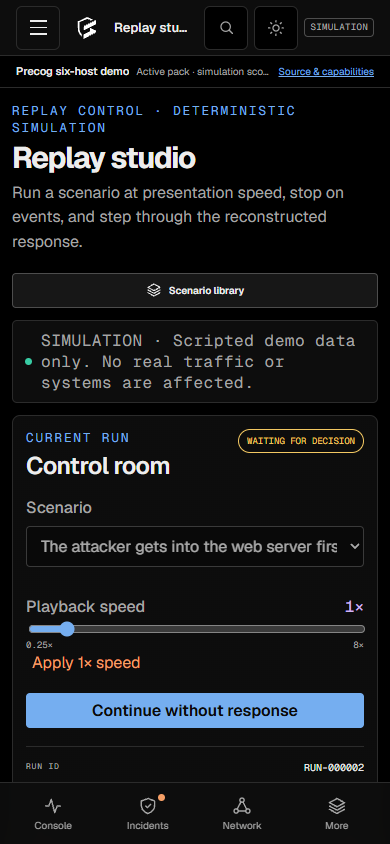 Replay stu...
SIMULATION
Precog six-host demo Active pack · simulation sco... Source & capabilities
REPLAY CONTROL · DETERMINISTIC
SIMULATION
Replay studio
Run a scenario at presentation speed, stop on
events, and step through the reconstructed
response.
Scenario library
SIMULATION · Scripted demo data
only. No real traffic or
systems are affected.
CURRENT RUN
WAITING FOR DECISION
Control room
Scenario
The attacker gets into the web server firs
Playback speed 1×
0.25× 8×
Apply 1× speed
Continue without response
RUN ID RUN-000002
Console Incidents Network More